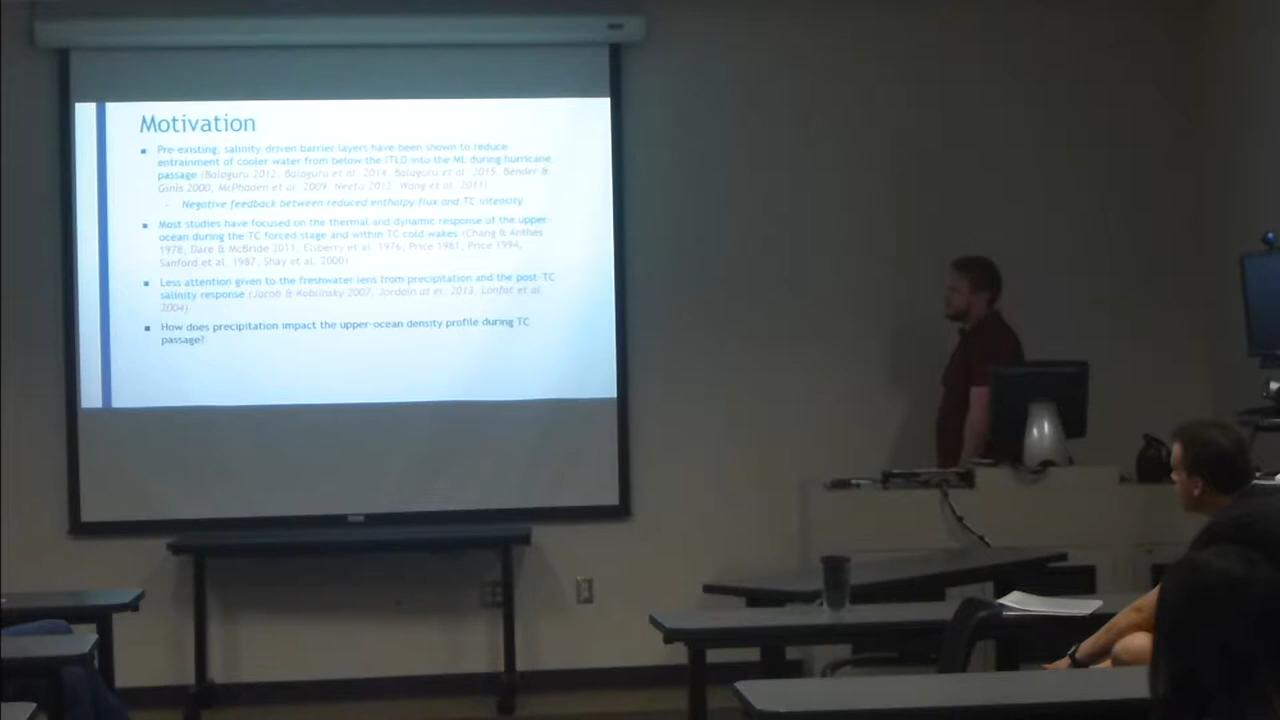 Motivation
Pre-existing, salinity driven barrier layers have been shown to reduce
entrainment of cooler water from below the ITLD into the ML during hurricane
passage (Balaguru 2012, Balaguru et al. 2014, Balaguru et al. 2015, Bender &
Ginis 2000, McPhaden et al. 2009, Neetu 2012, Wang et al. 2011)
- Negative feedback between reduced enthalpy flux and TC intensity
Most studies have focused on the thermal and dynamic response of the upper-
ocean during the TC forced stage and within TC cold wakes (Chang & Anthes
1978, Dare & McBride 2011, Elsberry et al. 1976, Price 1981, Price 1994,
Sanford et al. 1987, Shay et al. 2000)
Less attention given to the freshwater lens from precipitation and the post-TC
salinity response (Jacob & Koblinsky 2007, Jordain et al. 2013, Lonfat et al.
2004)
How does precipitation impact the upper-ocean density profile during TC
passage?